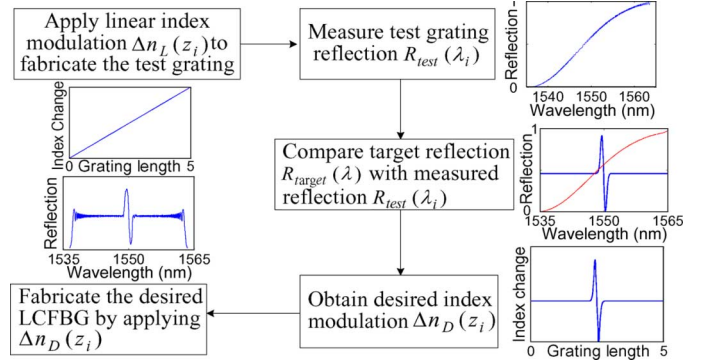 Apply linear index
modulation Δn_L(z_i) to
fabricate the test grating
Measure test grating
reflection R_test(λ_i)
Reflection
0
1540 1550 1560
Wavelength (nm)
Index Change
0 Grating length 5
Compare target reflection
R_target(λ) with measured
reflection R_test(λ_i)
Reflection
1
0
1535 1550 1565
Wavelength (nm)
Reflection
1535 1550 1565
Wavelength (nm)
Fabricate the desired
LCFBG by applying
Δn_D(z_i)
Obtain desired index
modulation Δn_D(z_i)
Index change
0 Grating length 5